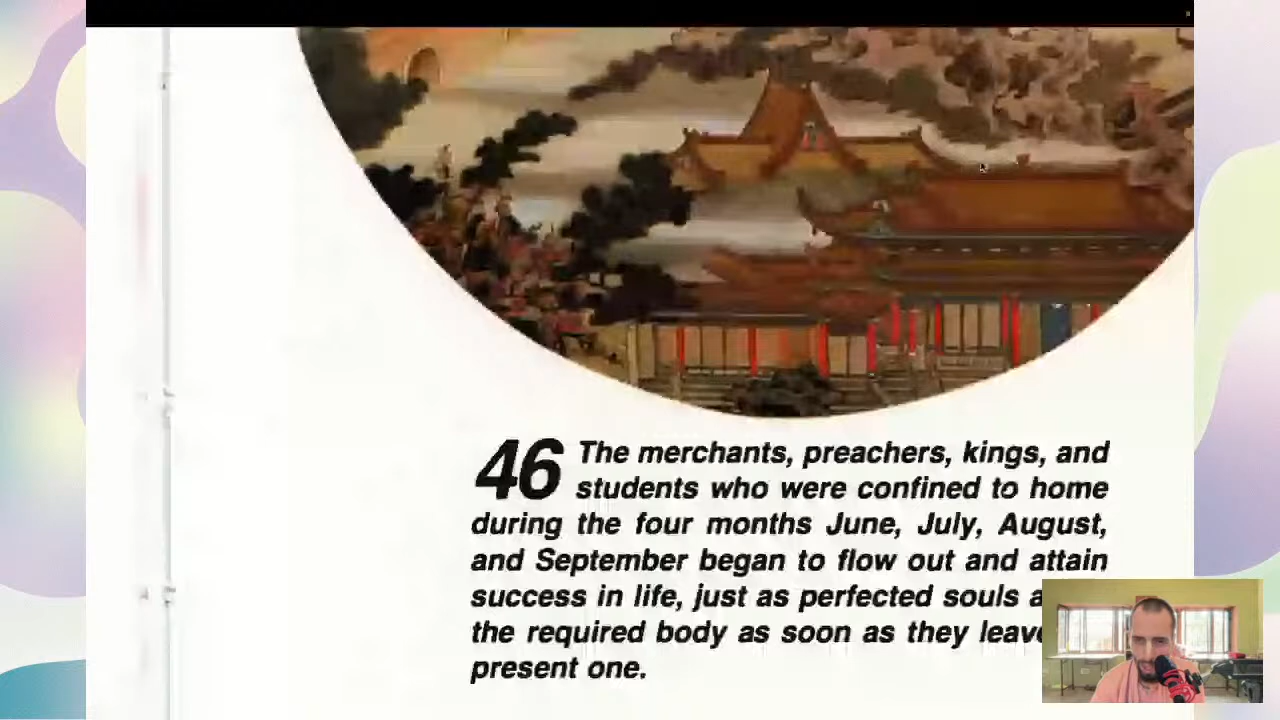 46 The merchants, preachers, kings, and
students who were confined to home
during the four months June, July, August,
and September began to flow out and attain
success in life, just as perfected souls
the required body as soon as they
present one.